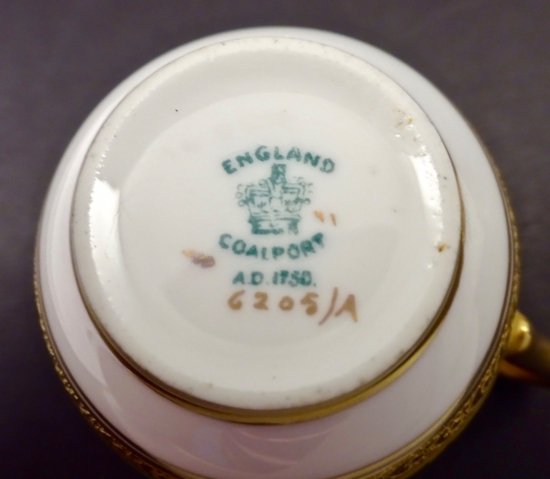 ENGLAND
COALPORT
A.D. 1750.
6205/A